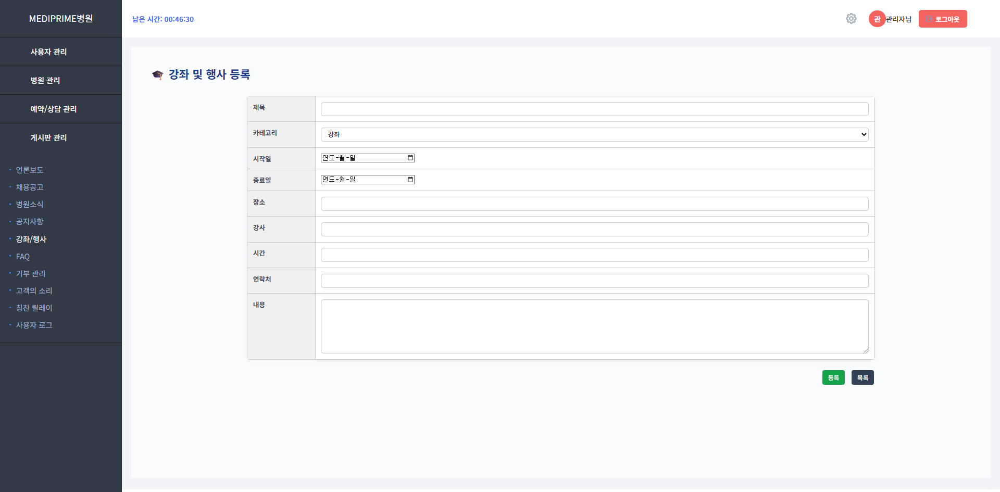 MEDIPRIME병원
남은 시간: 00:46:30
관 관리자님
로그아웃
사용자 관리
병원 관리
예약/상담 관리
게시판 관리
언론보도
채용공고
병원소식
공지사항
강좌/행사
FAQ
기부 관리
고객의 소리
칭찬 릴레이
사용자 로그
강좌 및 행사 등록
제목
카테고리
강좌
시작일
연도-월-일
종료일
연도-월-일
장소
강사
시간
연락처
내용
등록
목록